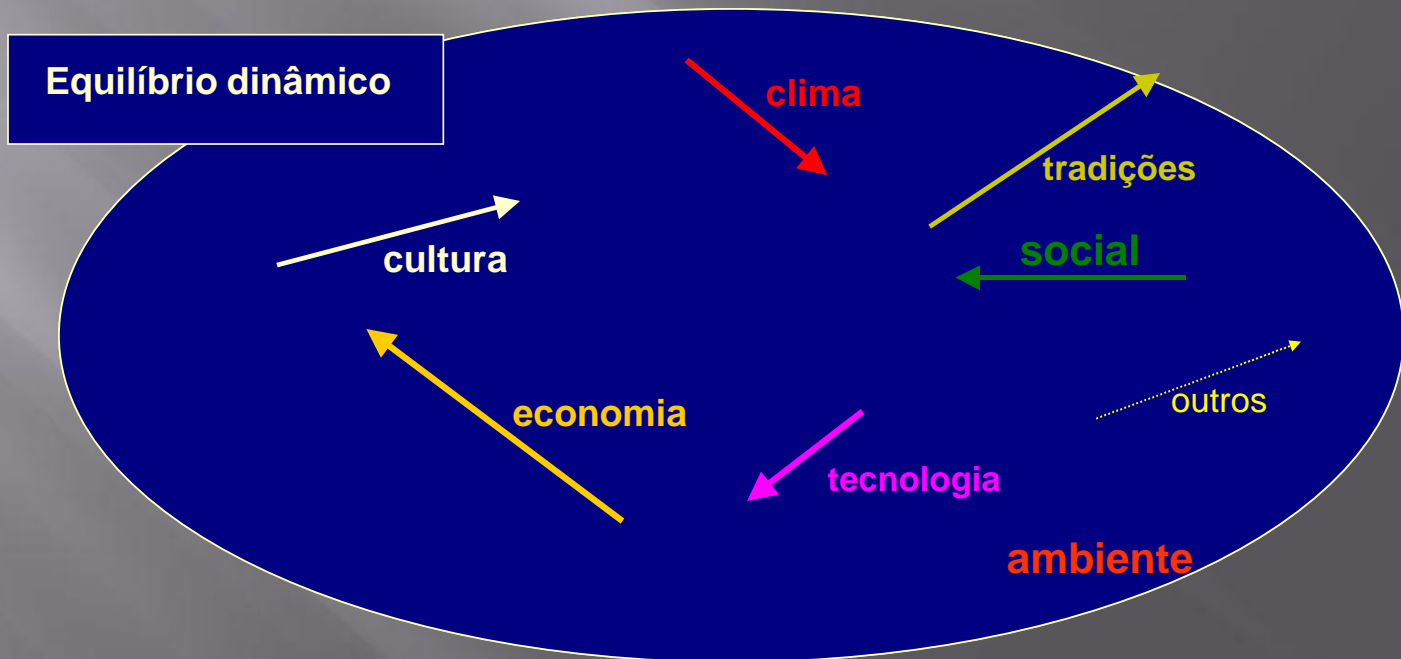 Equilíbrio dinâmico
clima
tradições
cultura
social
economia
outros
tecnologia
ambiente